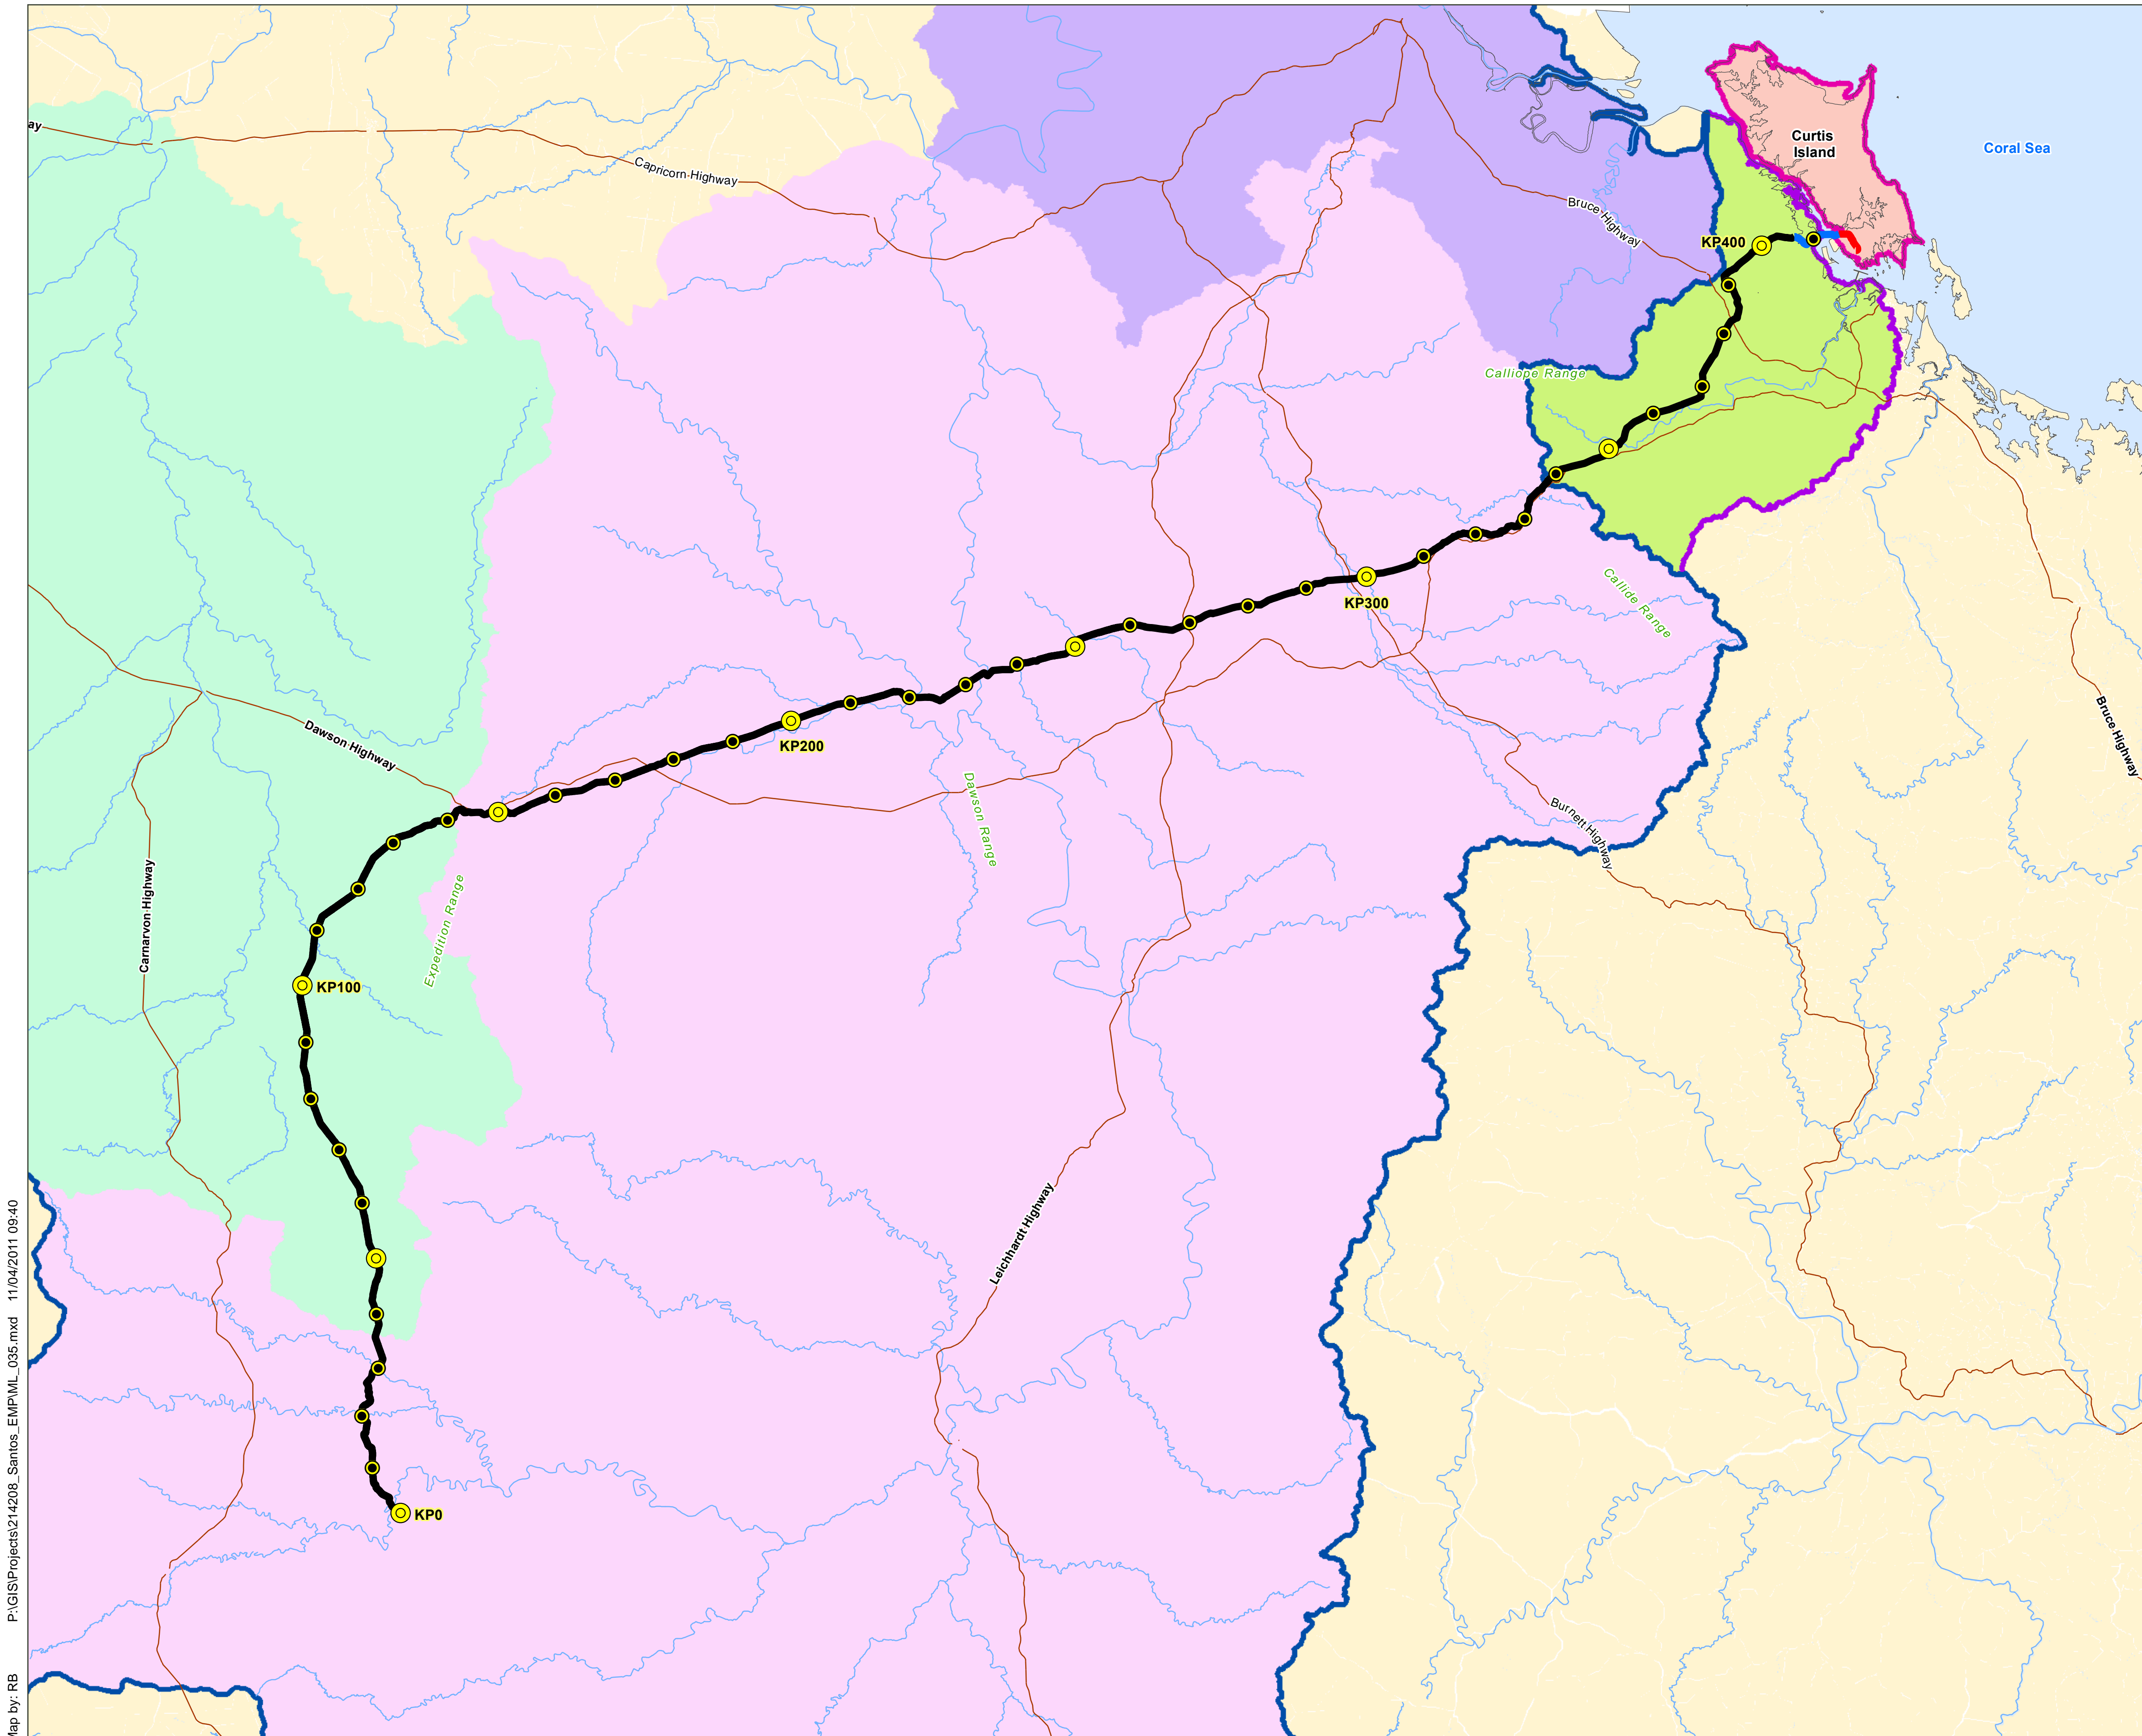 ay
Capricorn Highway
Curtis
Island
Coral Sea
Bruce Highway
KP400
Calliope Range
KP300
Callide Range
Dawson Highway
KP200
Dawson Range
Bruce Highway
Burnett Highway
Carnarvon Highway
Expedition Range
KP100
Leichhardt Highway
KP0
Map by: RB P:\GIS\Projects\214208_Santos_EMP\ML_035.mxd 11/04/2011 09:40